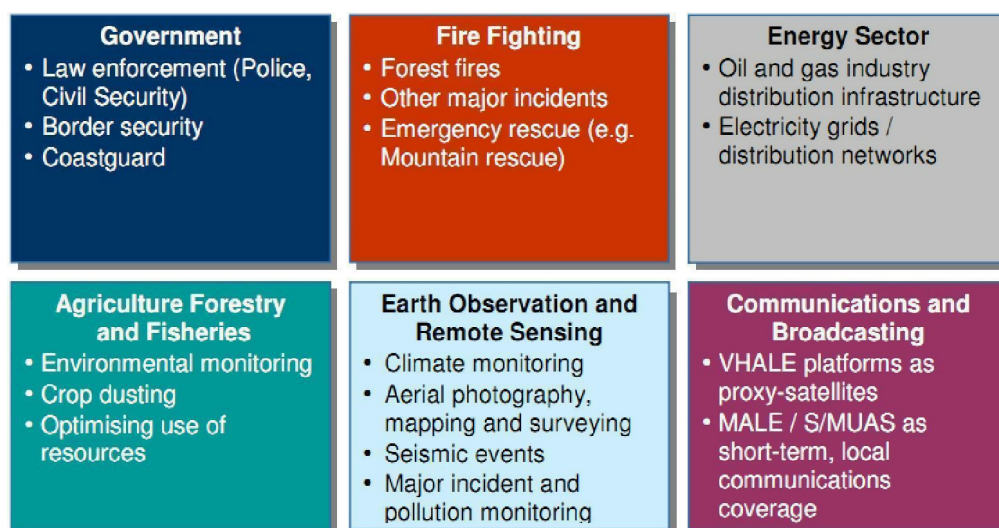 Government
• Law enforcement (Police,
Civil Security)
• Border security
• Coastguard
Fire Fighting
• Forest fires
• Other major incidents
• Emergency rescue (e.g.
Mountain rescue)
Energy Sector
• Oil and gas industry
distribution infrastructure
• Electricity grids /
distribution networks
Agriculture Forestry
and Fisheries
• Environmental monitoring
• Crop dusting
• Optimising use of
resources
Earth Observation and
Remote Sensing
• Climate monitoring
• Aerial photography,
mapping and surveying
• Seismic events
• Major incident and
pollution monitoring
Communications and
Broadcasting
• VHALE platforms as
proxy-satellites
• MALE / S/MUAS as
short-term, local
communications
coverage